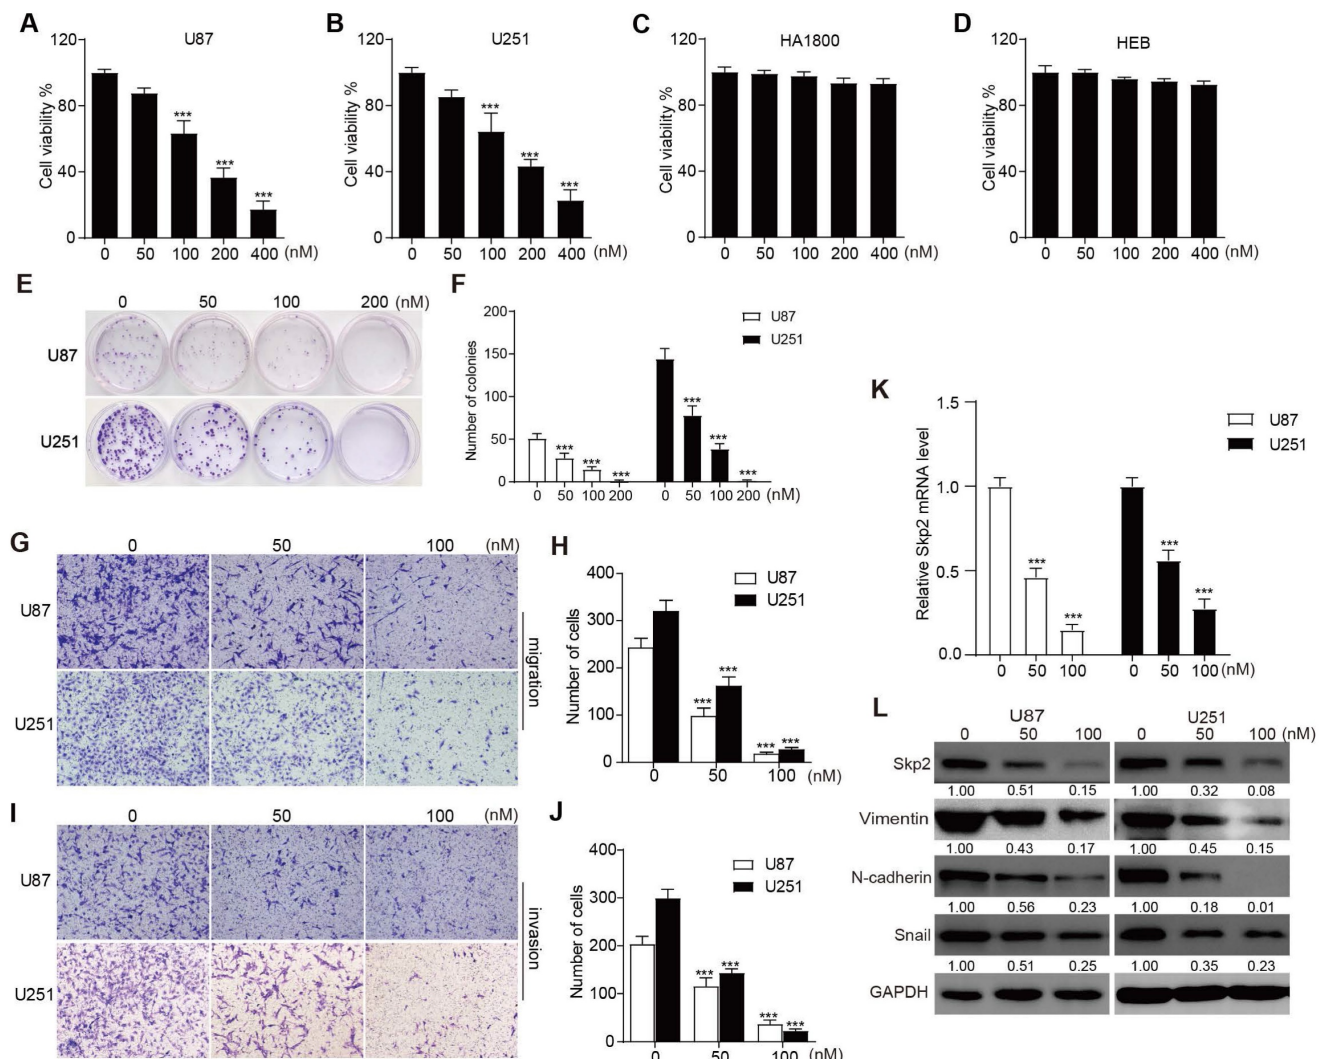 A
U87
120
80
40
0
Cell viability %
***
***
***
0 50 100 200 400 (nM)
B
U251
120
80
40
0
Cell viability %
***
***
***
0 50 100 200 400 (nM)
C
HA1800
120
80
40
0
Cell viability %
0 50 100 200 400 (nM)
D
HEB
120
80
40
0
Cell viability %
0 50 100 200 400 (nM)
E
0 50 100 200 (nM)
U87
U251
F
200
150
100
50
0
Number of colonies
U87
U251
*** *** ***
*** *** ***
0 50 100 200 0 50 100 200 (nM)
G
0 50 100 (nM)
U87
U251
migration
H
400
300
200
100
0
Number of cells
U87
U251
*** ***
*** ***
0 50 100 (nM)
I
0 50 100 (nM)
U87
U251
invasion
J
400
300
200
100
0
Number of cells
U87
U251
*** ***
*** ***
0 50 100 (nM)
K
1.5
1.0
0.5
0.0
Relative Skp2 mRNA level
U87
U251
*** ***
*** ***
0 50 100 0 50 100 (nM)
L
U87 U251
0 50 100 0 50 100 (nM)
Skp2
1.00 0.51 0.15 1.00 0.32 0.08
Vimentin
1.00 0.43 0.17 1.00 0.45 0.15
N-cadherin
1.00 0.56 0.23 1.00 0.18 0.01
Snail
1.00 0.51 0.25 1.00 0.35 0.23
GAPDH